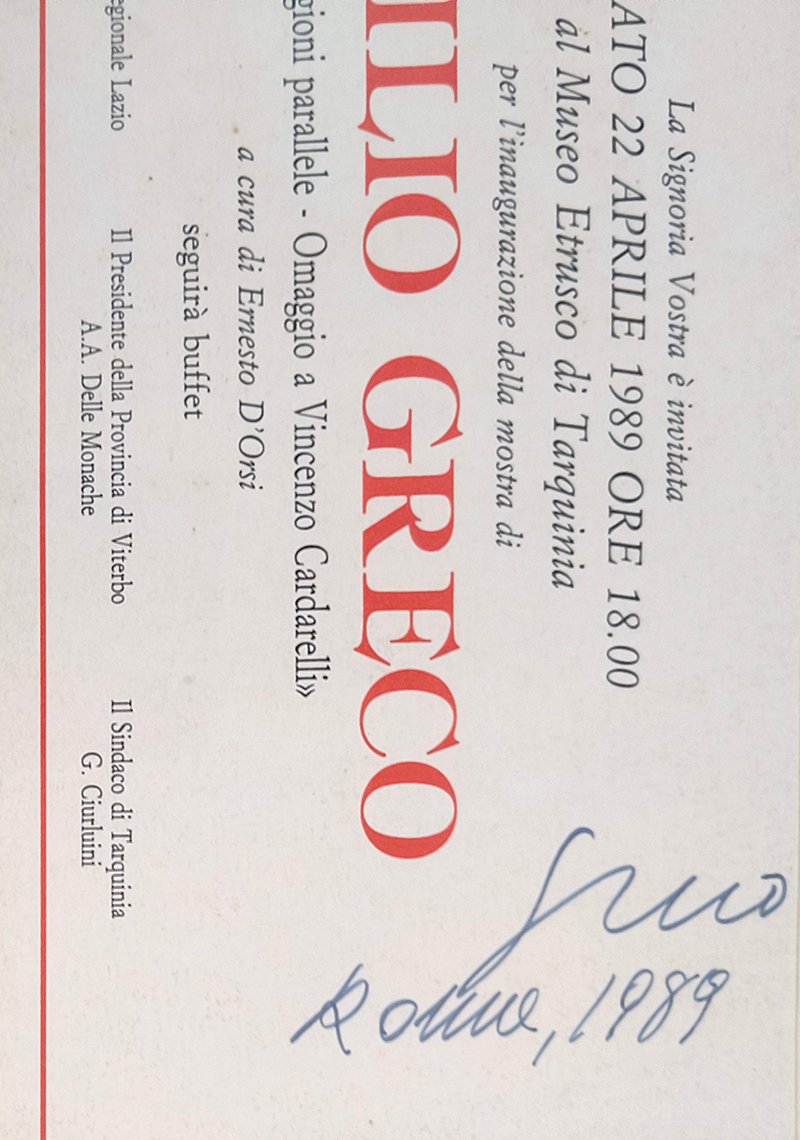 La Signoria Vostra è invitata
ATO 22 APRILE 1989 ORE 18.00
al Museo Etrusco di Tarquinia
per l'inaugurazione della mostra di
ILIO GRECO
gioni parallele - Omaggio a Vincenzo Cardarelli»
a cura di Ernesto D'Orsi
seguirà buffet
egionale Lazio
Il Presidente della Provincia di Viterbo
A.A. Delle Monache
Il Sindaco di Tarquinia
G. Ciurluini
Greco
Roma, 1989